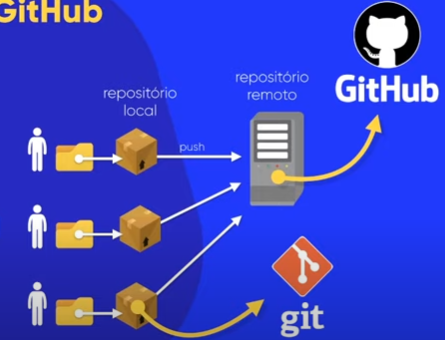 GitHub
repositório
local
push
repositório
remoto
GitHub
git